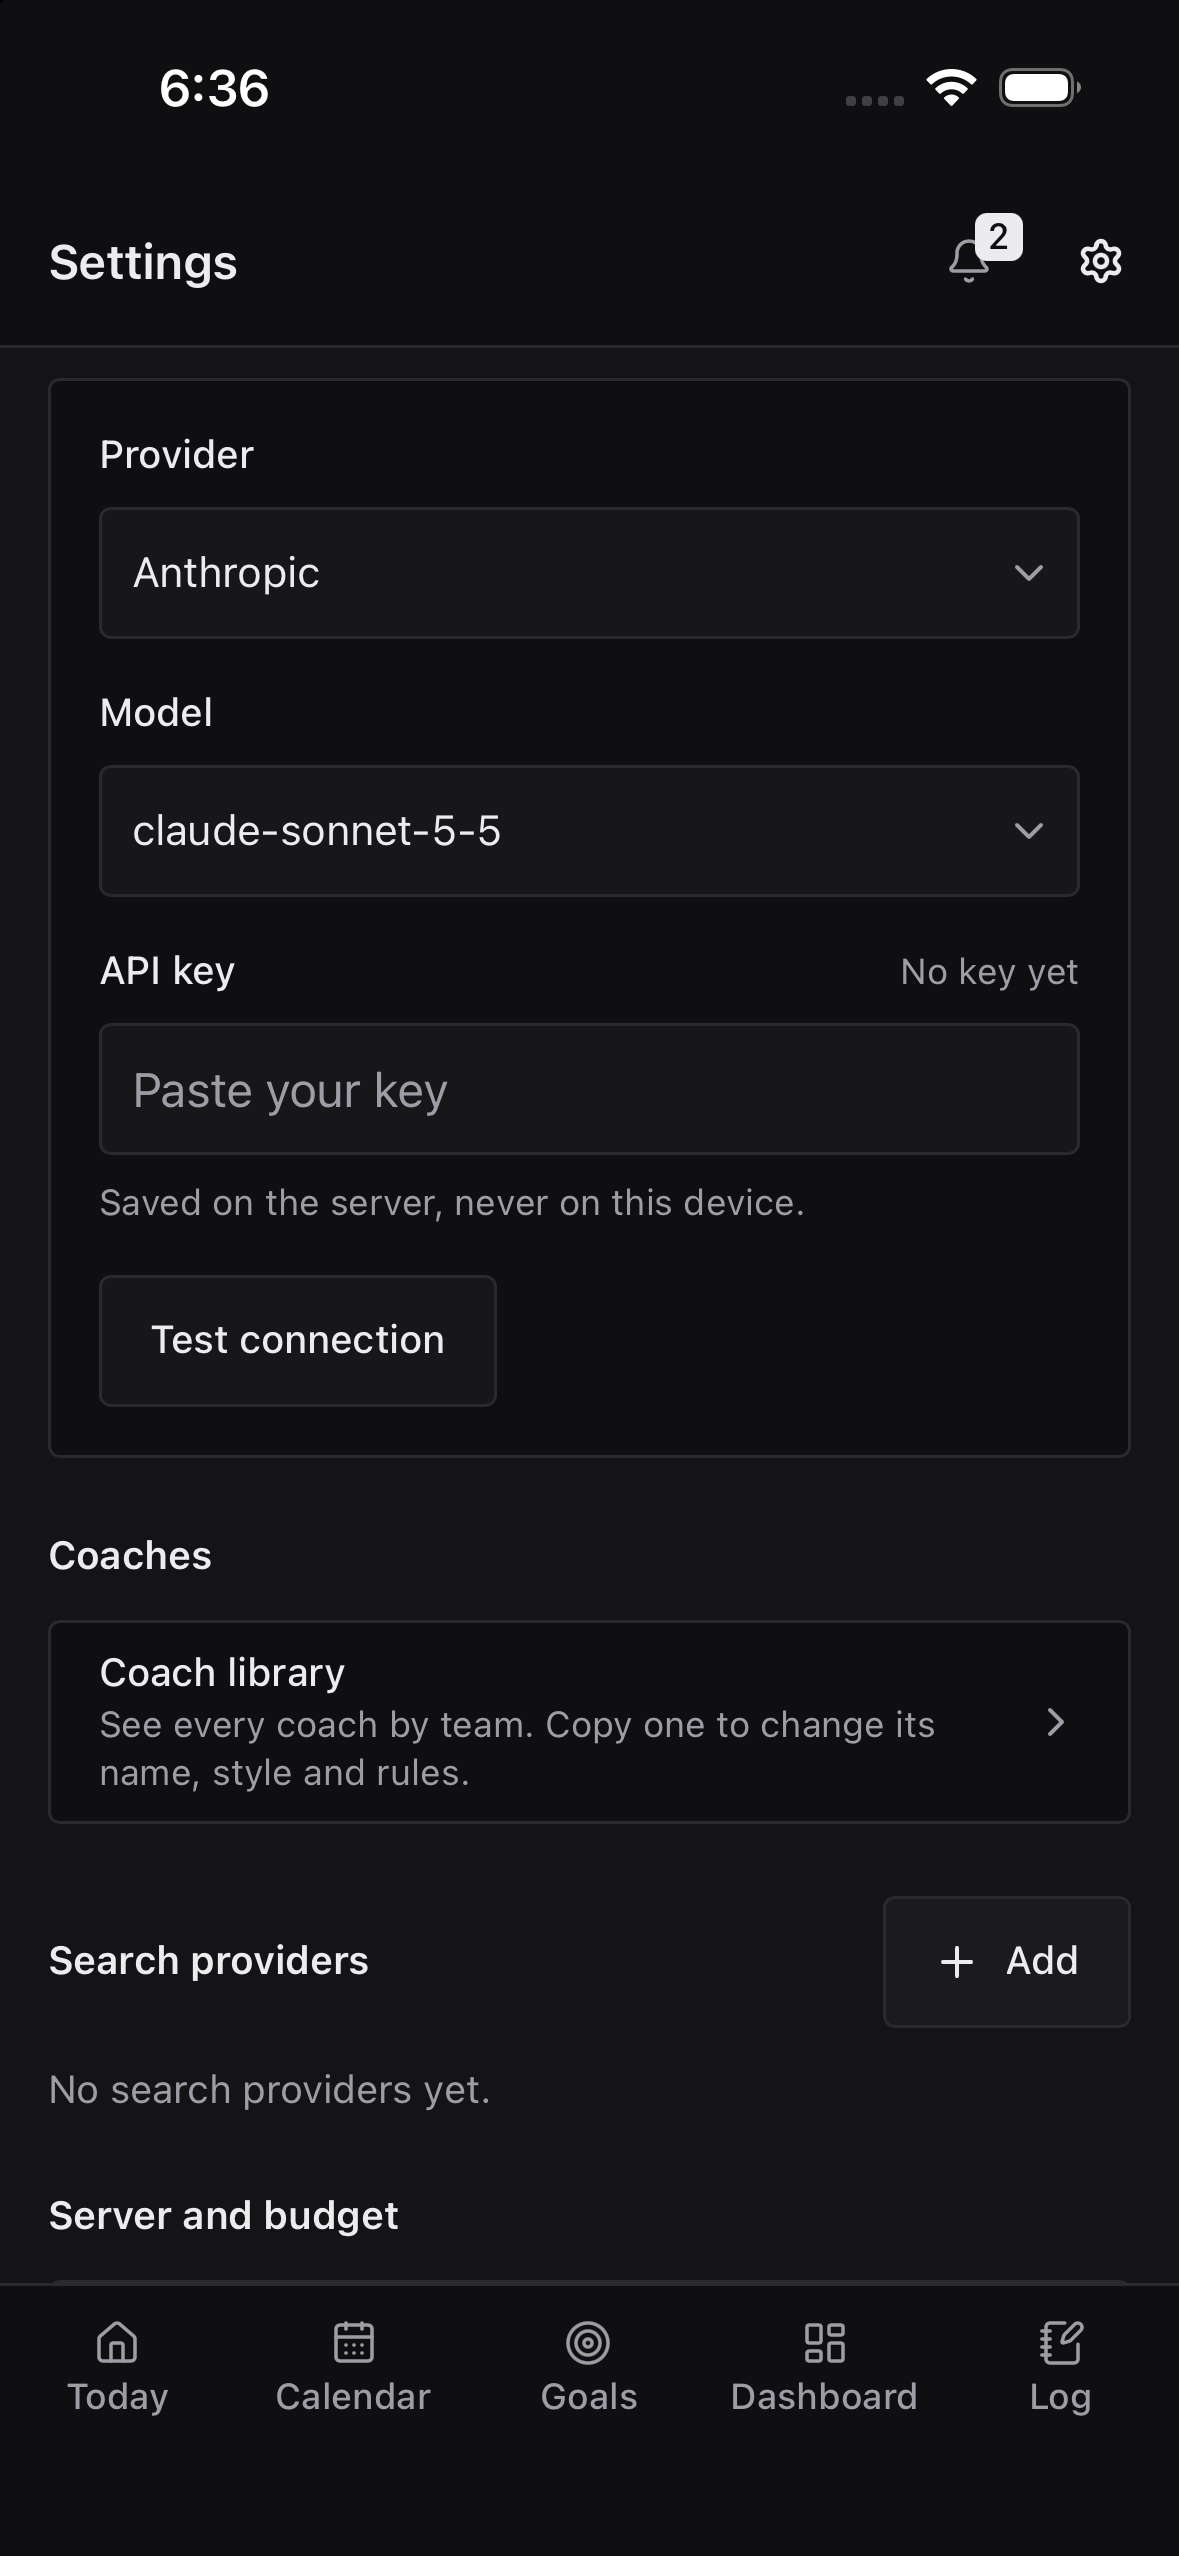 6:36
Settings
2
Provider
Anthropic
Model
claude-sonnet-5-5
API key
No key yet
Paste your key
Saved on the server, never on this device.
Test connection
Coaches
Coach library
See every coach by team. Copy one to change its
name, style and rules.
Search providers
Add
No search providers yet.
Server and budget
Today
Calendar
Goals
Dashboard
Log